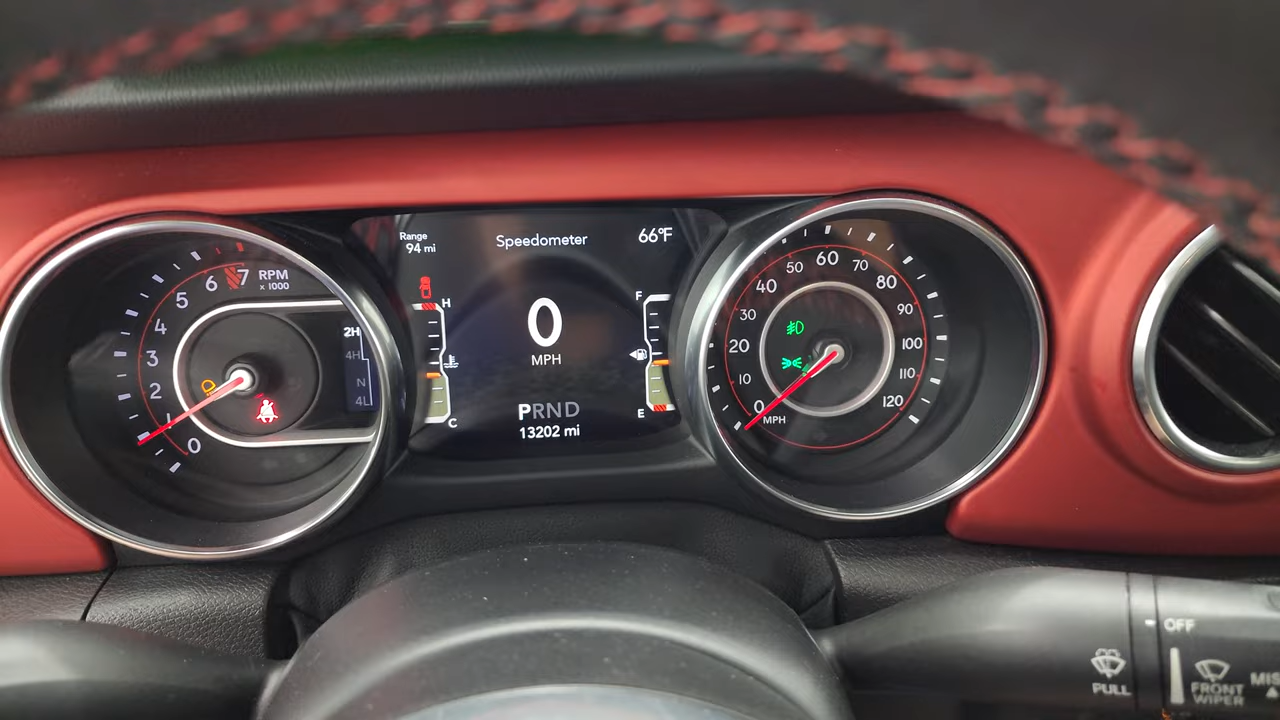 7
RPM
x 1000
6
5
4
3
2
1
0
2H
4H
N
4L
Range
94 mi
Speedometer
66°F
H
C
0
MPH
PRND
13202 mi
F
E
0
10
20
30
40
50
60
70
80
90
100
110
120
MPH
OFF
PULL
FRONT
WIPER
MIS